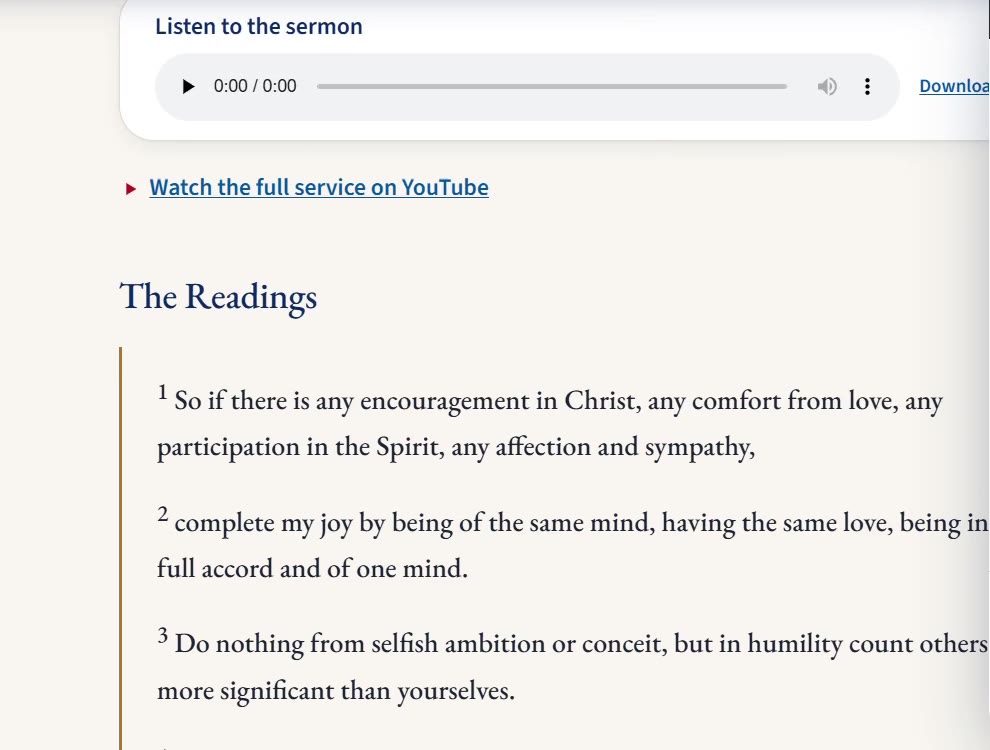 Listen to the sermon
0:00 / 0:00
Watch the full service on YouTube
The Readings
1 So if there is any encouragement in Christ, any comfort from love, any
participation in the Spirit, any affection and sympathy,
2 complete my joy by being of the same mind, having the same love, being in
full accord and of one mind.
3 Do nothing from selfish ambition or conceit, but in humility count others
more significant than yourselves.